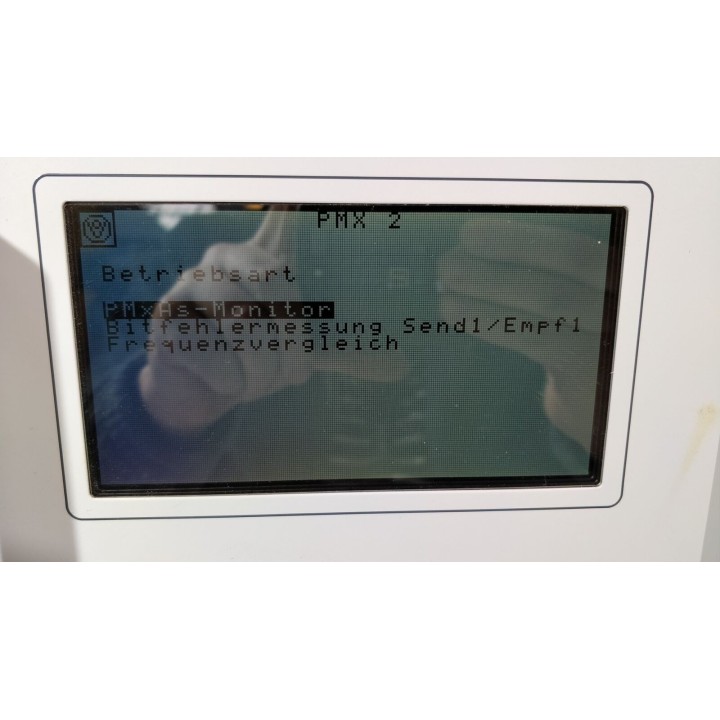 PMX 2
Betriebsart
PMxAs-Monitor
Bitfehlermessung Send1/Empf1
Frequenzvergleich